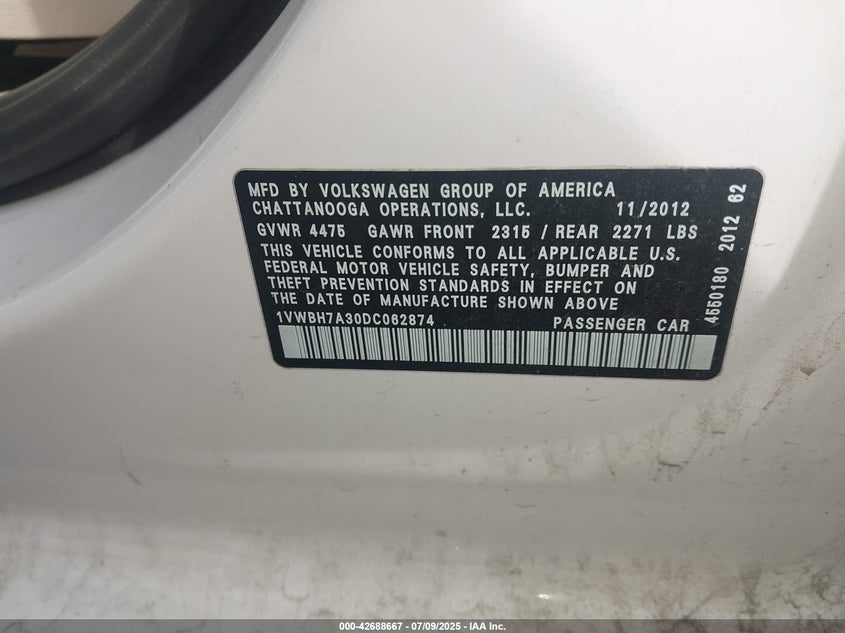 MFD BY VOLKSWAGEN GROUP OF AMERICA
CHATTANOOGA OPERATIONS, LLC. 11/2012
GVWR 4475 GAWR FRONT 2315 / REAR 2271 LBS
THIS VEHICLE CONFORMS TO ALL APPLICABLE U.S.
FEDERAL MOTOR VEHICLE SAFETY, BUMPER AND
THEFT PREVENTION STANDARDS IN EFFECT ON
THE DATE OF MANUFACTURE SHOWN ABOVE
1VWBH7A30DC062874 PASSENGER CAR
4550180 2012 62
000-42688667 / 07/09/2025 - IAA Inc.